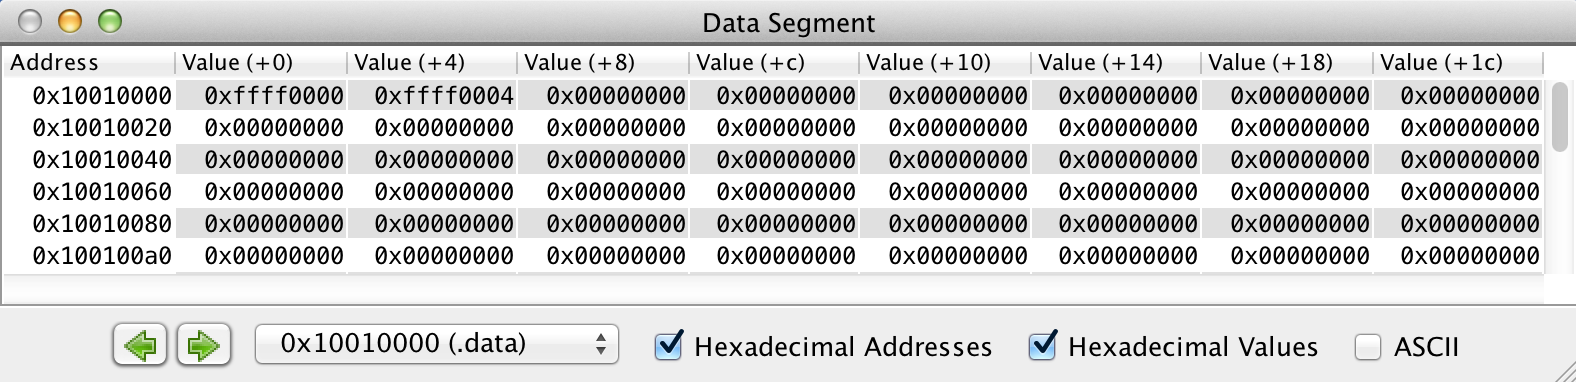 Data Segment
Address Value (+0) Value (+4) Value (+8) Value (+c) Value (+10) Value (+14) Value (+18) Value (+1c)
0x10010000 0xffff0000 0xffff0004 0x00000000 0x00000000 0x00000000 0x00000000 0x00000000 0x00000000
0x10010020 0x00000000 0x00000000 0x00000000 0x00000000 0x00000000 0x00000000 0x00000000 0x00000000
0x10010040 0x00000000 0x00000000 0x00000000 0x00000000 0x00000000 0x00000000 0x00000000 0x00000000
0x10010060 0x00000000 0x00000000 0x00000000 0x00000000 0x00000000 0x00000000 0x00000000 0x00000000
0x10010080 0x00000000 0x00000000 0x00000000 0x00000000 0x00000000 0x00000000 0x00000000 0x00000000
0x100100a0 0x00000000 0x00000000 0x00000000 0x00000000 0x00000000 0x00000000 0x00000000 0x00000000
0x10010000 (.data) Hexadecimal Addresses Hexadecimal Values ASCII